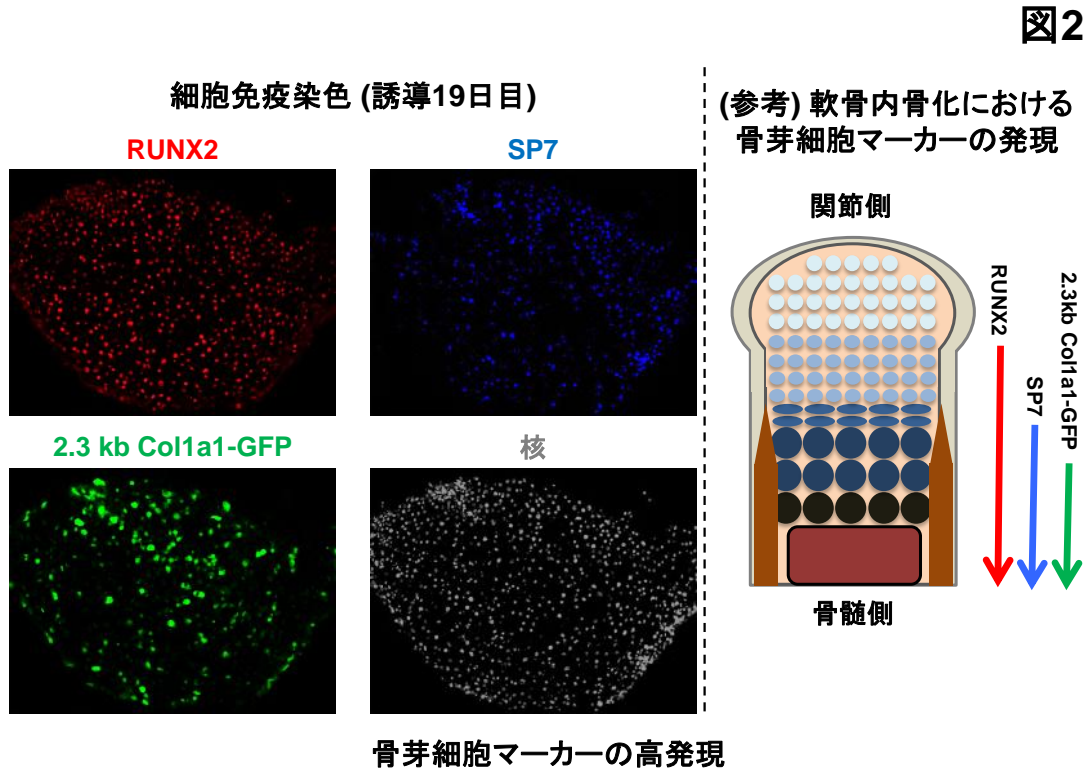 図2
細胞免疫染色 (誘導19日目)
RUNX2
SP7
2.3 kb Col1a1-GFP
核
(参考) 軟骨内骨化における
骨芽細胞マーカーの発現
関節側
RUNX2
SP7
2.3kb Col1a1-GFP
骨髄側
骨芽細胞マーカーの高発現